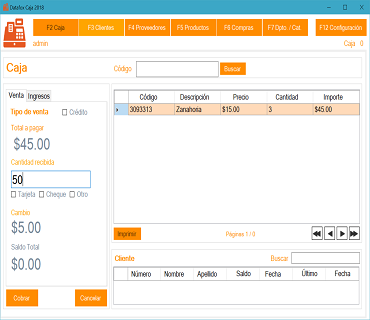 Datafox Caja 2018
F2 Caja F3 Clientes F4 Proveedores F5 Productos F6 Compras F7 Dpto. / Cat. F12 Configuración
admin Caja 0
Caja Código Buscar
Venta Ingresos
Tipo de venta Crédito
Total a pagar
$45.00
Cantidad recibida
50
Tarjeta Cheque Otro
Cambio
$5.00
Saldo Total
$0.00
Cobrar Cancelar
Código Descripción Precio Cantidad Importe
3093313 Zanahoria $15.00 3 $45.00
Imprimir Páginas 1 / 0
Cliente Buscar
Número Nombre Apellido Saldo Fecha Último Fecha